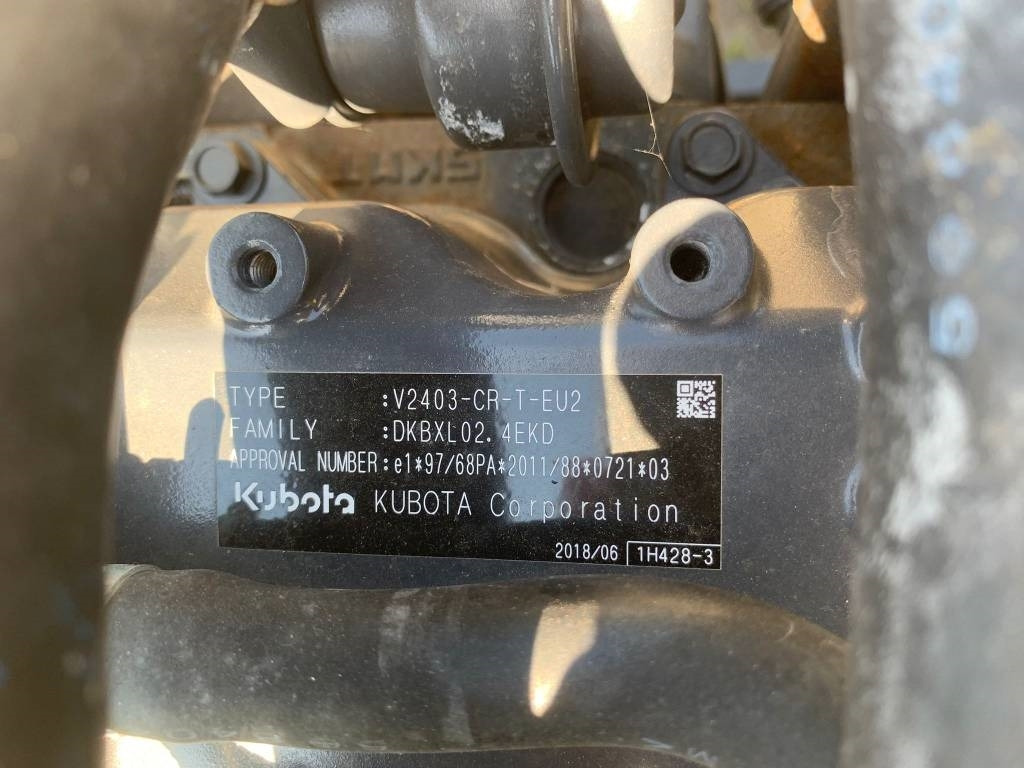 SKMT
TYPE :V2403-CR-T-EU2
FAMILY :DKBXL02.4EKD
APPROVAL NUMBER:e1*97/68PA*2011/88*0721*03
Kubota KUBOTA Corporation
2018/06 1H428-3